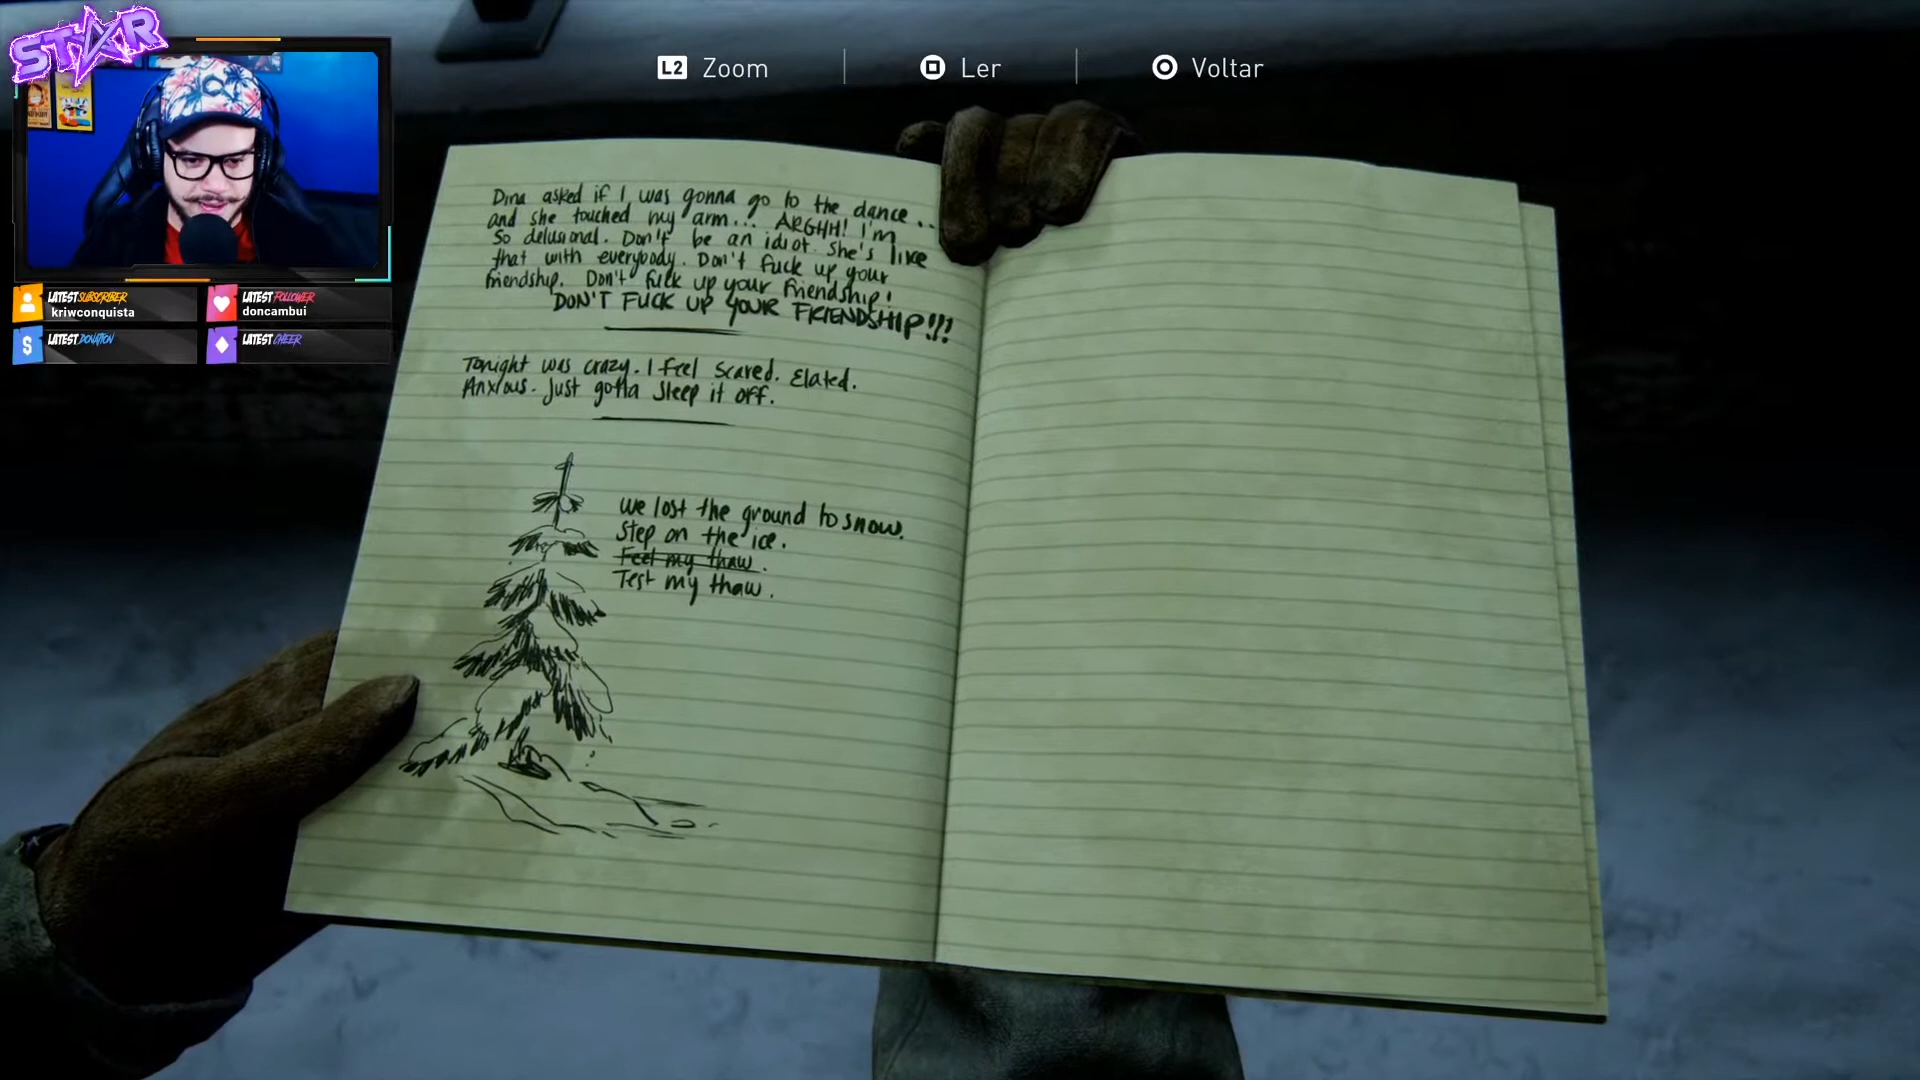 STAR
L2 Zoom
Ler
Voltar
LATEST SUBSCRIBER
kriwconquista
LATEST FOLLOWER
doncambui
LATEST DONATION
LATEST CHEER
Dina asked if I was gonna go to the dance..
and she touched my arm... ARGHH! I'm
so delusional. Don't be an idiot. She's like
that with everybody. Don't fuck up your
friendship. Don't fuck up your friendship!
DON'T FUCK UP YOUR FRIENDSHIP!!!
Tonight was crazy. I feel scared. Elated.
Anxious. Just gotta sleep it off.
We lost the ground to snow.
Step on the ice.
Feel my thaw.
Test my thaw.